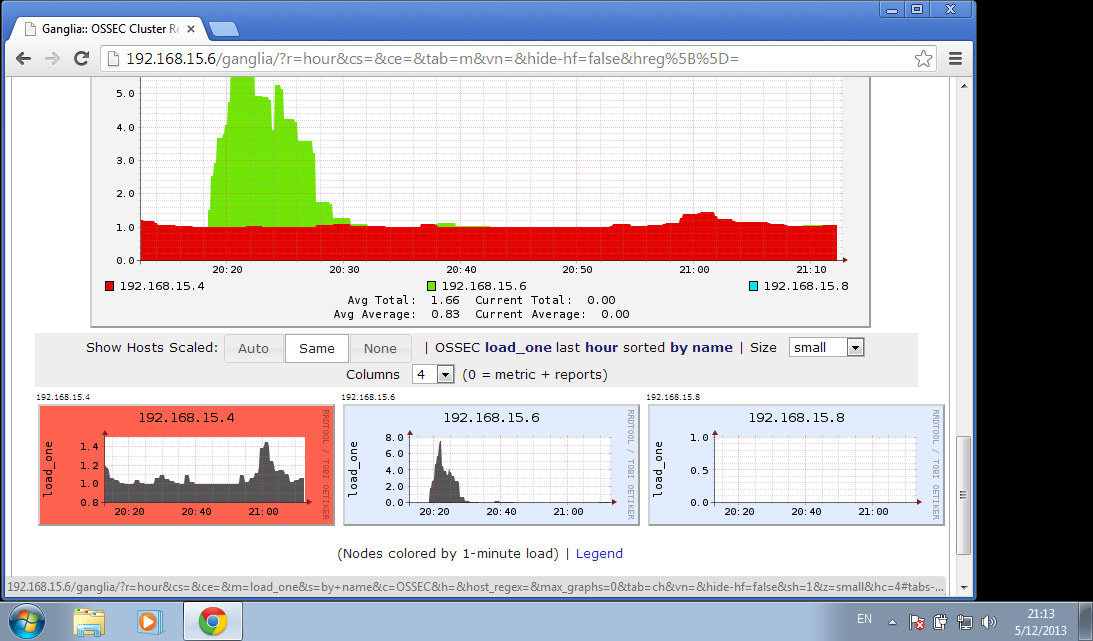 Ganglia:: OSSEC Cluster R
192.168.15.6/ganglia/?r=hour&cs=&ce=&tab=m&vn=&hide-hf=false&hreg%5B%5D=
5.0
4.0
3.0
2.0
1.0
0.0
20:20 20:30 20:40 20:50 21:00 21:10
192.168.15.4 192.168.15.6 192.168.15.8
Avg Total: 1.66 Current Total: 0.00
Avg Average: 0.83 Current Average: 0.00
Show Hosts Scaled: Auto Same None | OSSEC load_one last hour sorted by name | Size small
Columns 4 (0 = metric + reports)
192.168.15.4 192.168.15.6 192.168.15.8
192.168.15.4
load_one
1.4
1.2
1.0
0.8
20:20 20:40 21:00
RRDTOOL / TOBI OETIKER
192.168.15.6
load_one
8.0
6.0
4.0
2.0
0.0
20:20 20:40 21:00
RRDTOOL / TOBI OETIKER
192.168.15.8
load_one
1.0
0.5
0.0
20:20 20:40 21:00
RRDTOOL / TOBI OETIKER
(Nodes colored by 1-minute load) | Legend
192.168.15.6/ganglia/?r=hour&cs=&ce=&m=load_one&s=by+name&c=OSSEC&h=&host_regex=&max_graphs=0&tab=ch&vn=&hide-hf=false&sh=1&z=small&hc=4#tabs-...
EN
21:13
5/12/2013